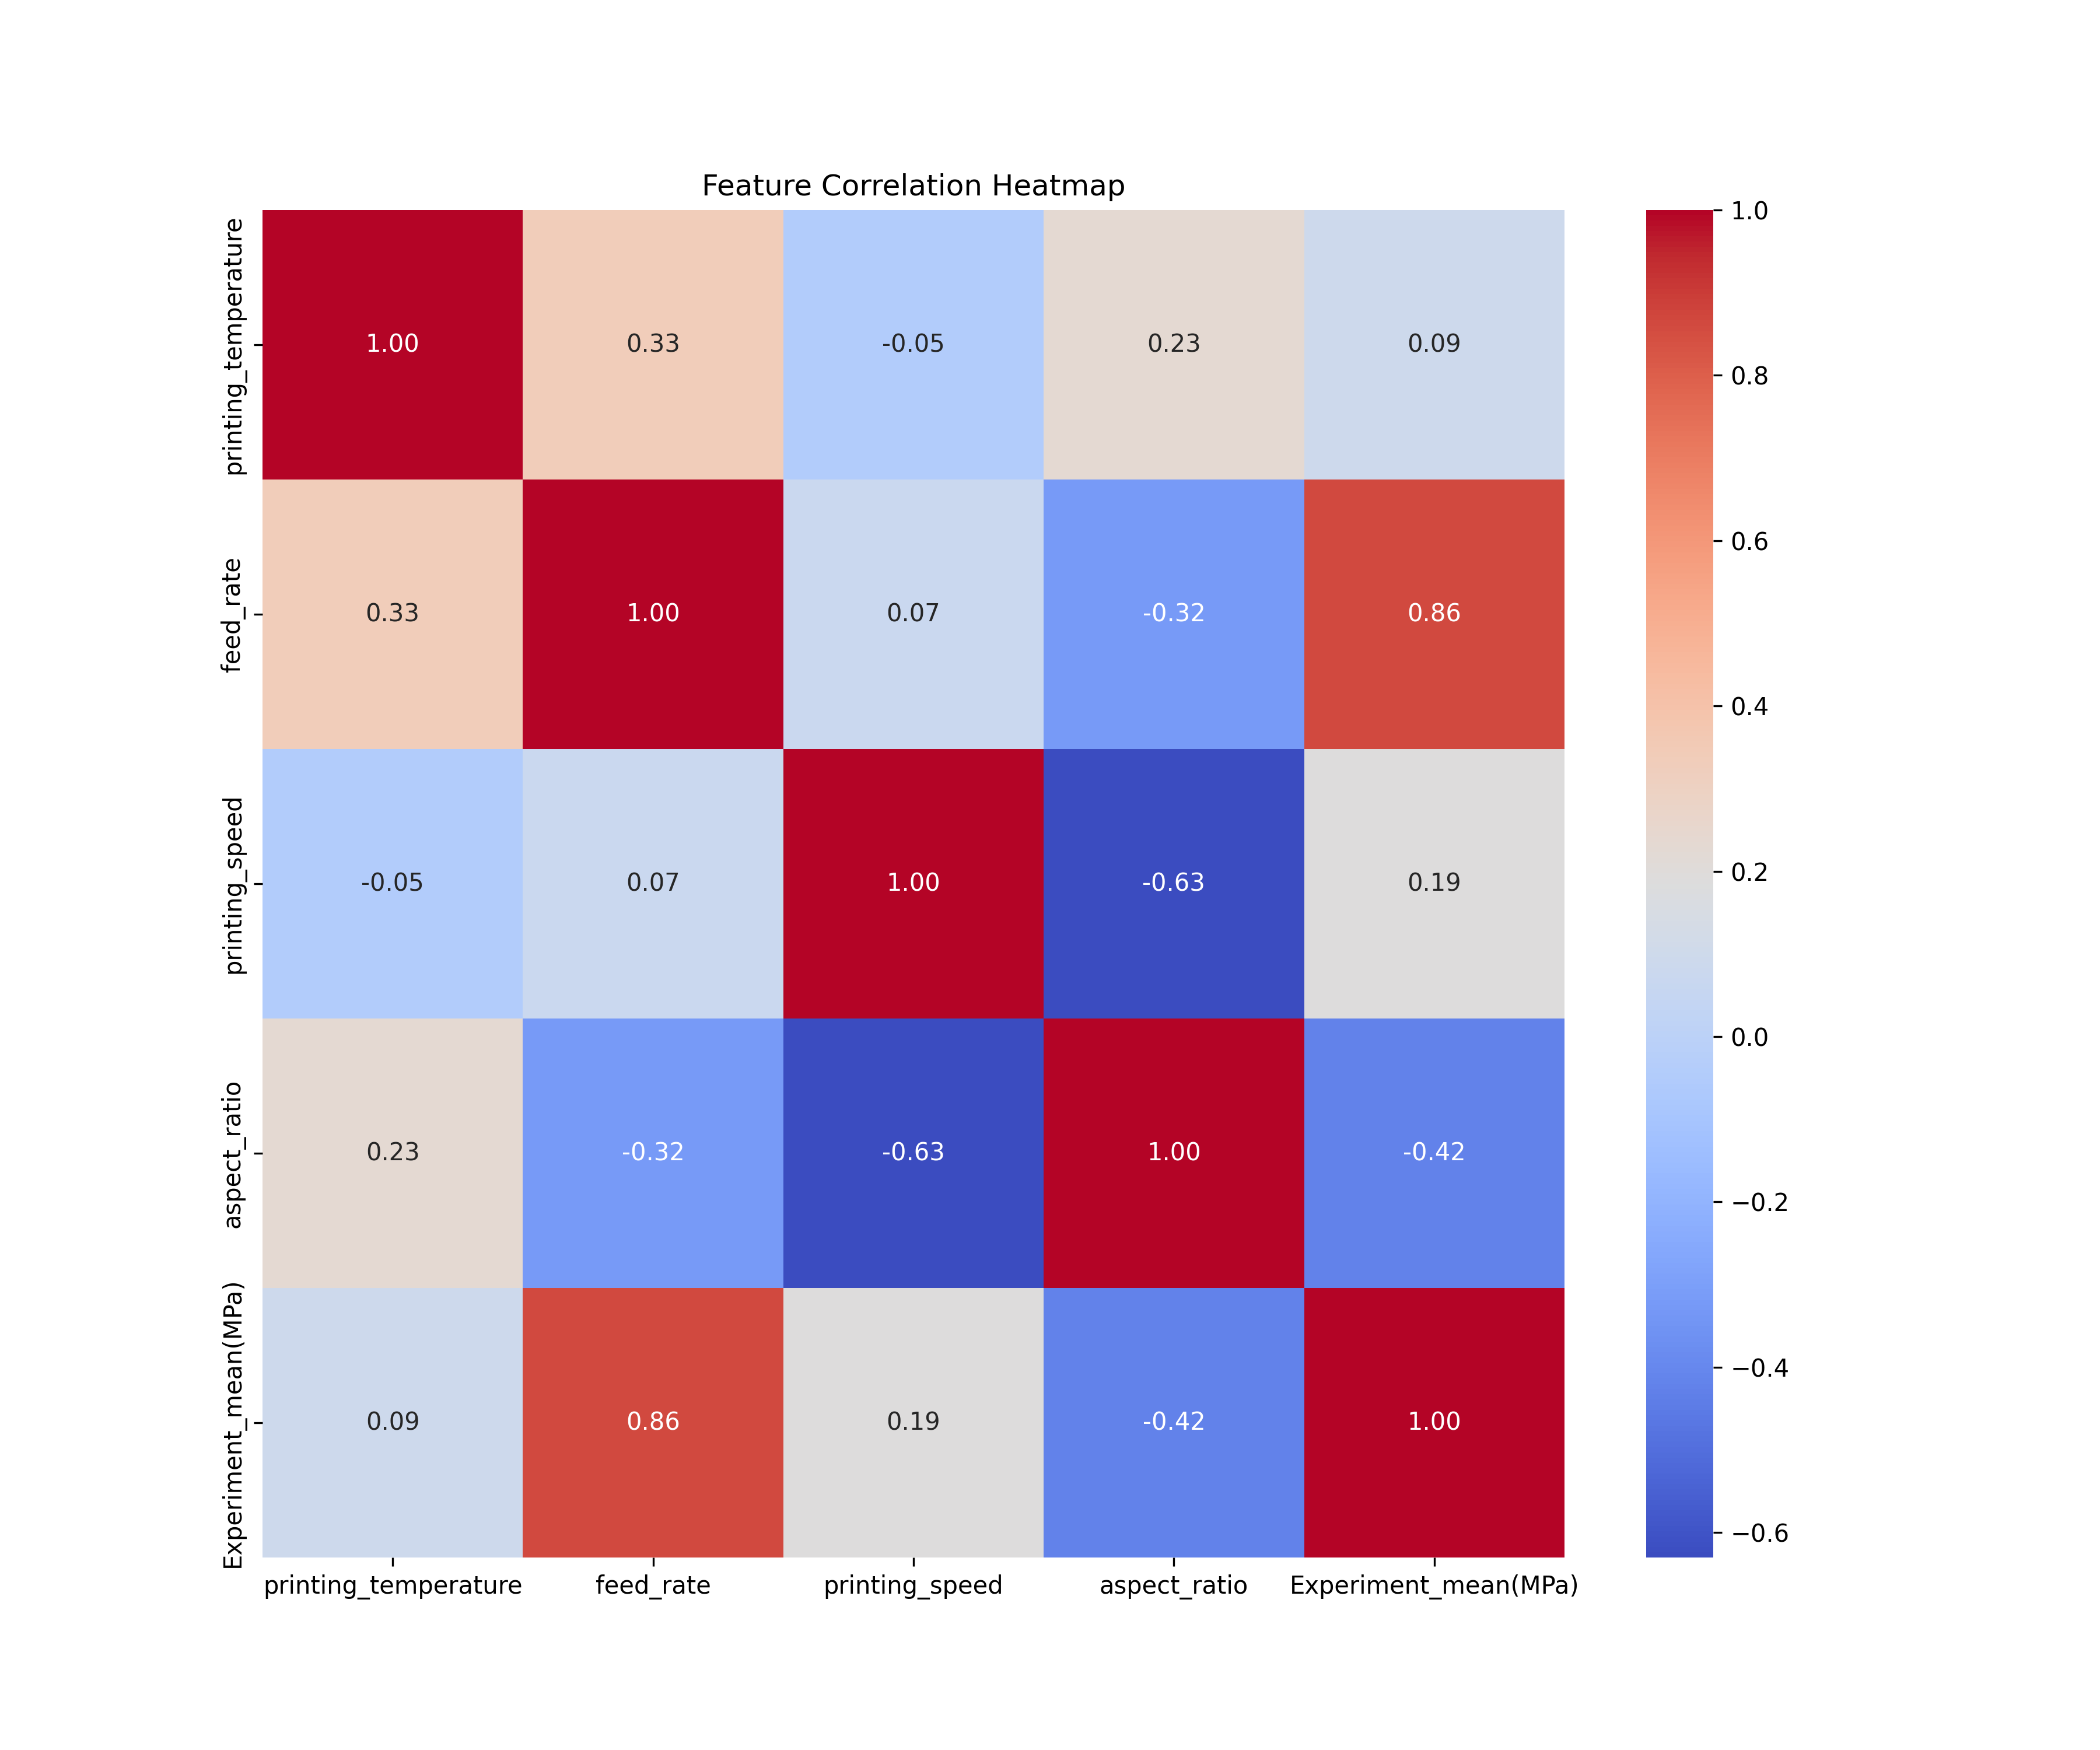 Feature Correlation Heatmap
printing_temperature
1.00 0.33 -0.05 0.23 0.09
feed_rate
0.33 1.00 0.07 -0.32 0.86
printing_speed
-0.05 0.07 1.00 -0.63 0.19
aspect_ratio
0.23 -0.32 -0.63 1.00 -0.42
Experiment_mean(MPa)
0.09 0.86 0.19 -0.42 1.00
printing_temperature feed_rate printing_speed aspect_ratio Experiment_mean(MPa)
1.0
0.8
0.6
0.4
0.2
0.0
−0.2
−0.4
−0.6